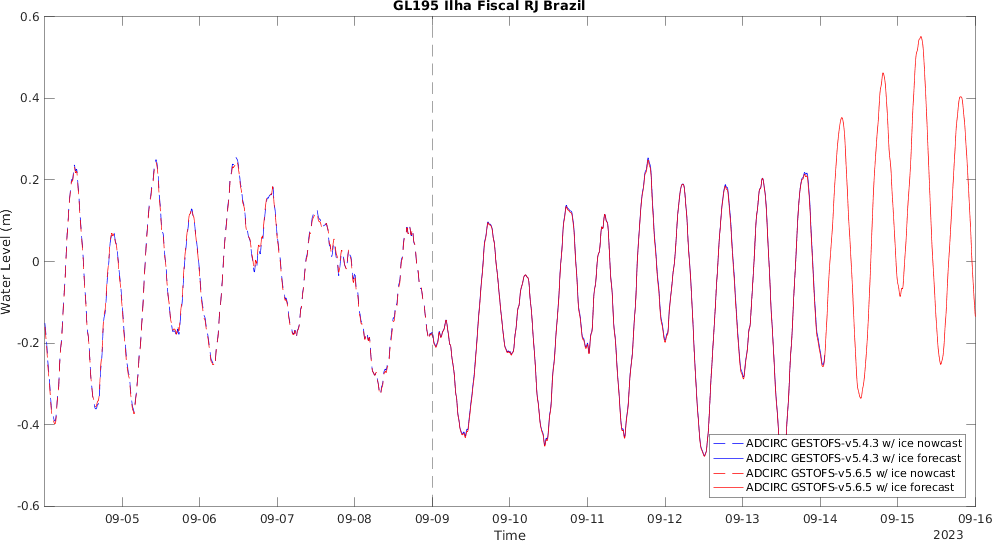 GL195 Ilha Fiscal RJ Brazil
0.6
0.4
0.2
0
-0.2
-0.4
-0.6
Water Level (m)
ADCIRC GESTOFS-v5.4.3 w/ ice nowcast
ADCIRC GESTOFS-v5.4.3 w/ ice forecast
ADCIRC GSTOFS-v5.6.5 w/ ice nowcast
ADCIRC GSTOFS-v5.6.5 w/ ice forecast
09-05 09-06 09-07 09-08 09-09 09-10 09-11 09-12 09-13 09-14 09-15 09-16
Time
2023